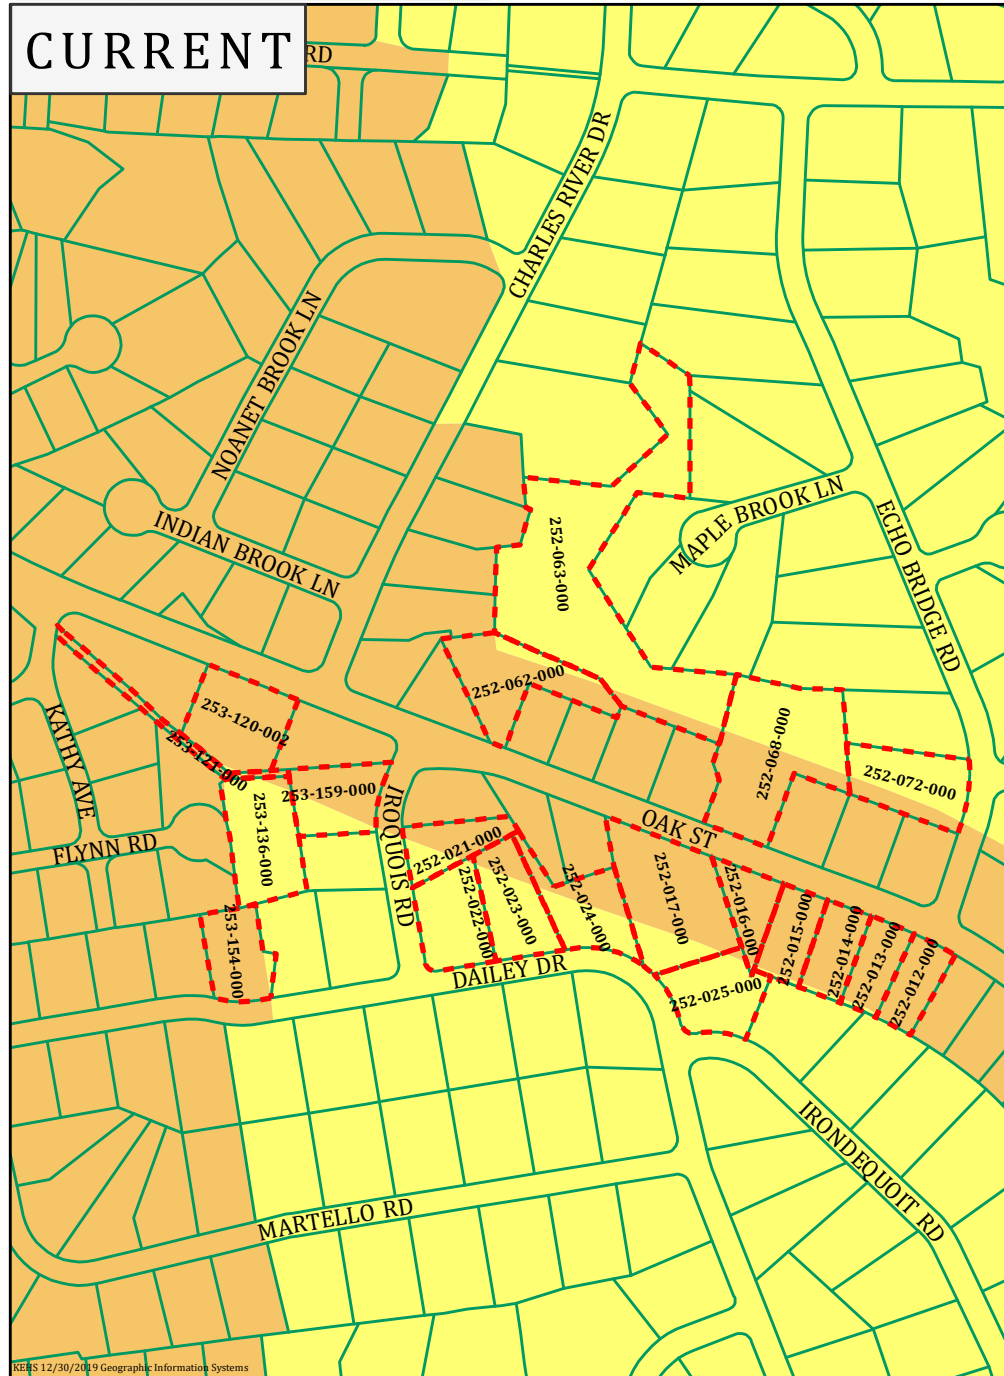 CURRENT
RD
CHARLES RIVER DR
NOANET BROOK LN
INDIAN BROOK LN
MAPLE BROOK LN
ECHO BRIDGE RD
252-063-000
252-062-000
253-120-002
253-121-000
KATHY AVE
253-159-000
253-136-000
252-068-000
252-072-000
IROQUOIS RD
OAK ST
FLYNN RD
252-021-000
252-022-000
252-023-000
252-024-000
252-017-000
252-016-000
252-015-000
252-014-000
252-013-000
252-012-000
253-154-000
DAILEY DR
252-025-000
IRONDEQUOIT RD
MARTELLO RD
KEHS 12/30/2019 Geographic Information Systems